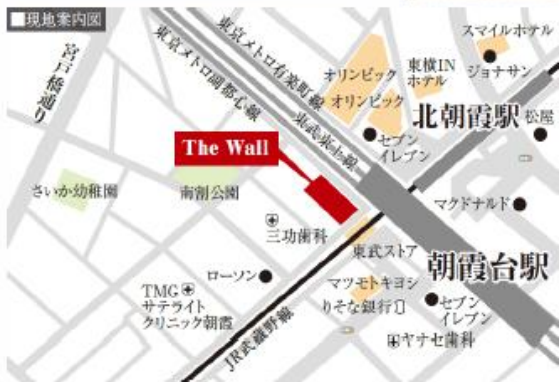 ■現地案内図
宮戸橋通り
東京メトロ副都心線
東京メトロ有楽町線
東武東上線
スマイルホテル
ジョナサン
東横IN
ホテル
オリンピック
オリンピック
北朝霞駅
松屋
セブン
イレブン
The Wall
さいか幼稚園
南割公園
マクドナルド
三功歯科
東武ストア
朝霞台駅
ローソン
マツモトキヨシ
TMG
サテライト
クリニック朝霞
りそな銀行
セブン
イレブン
JR武蔵野線
ヤナセ歯科